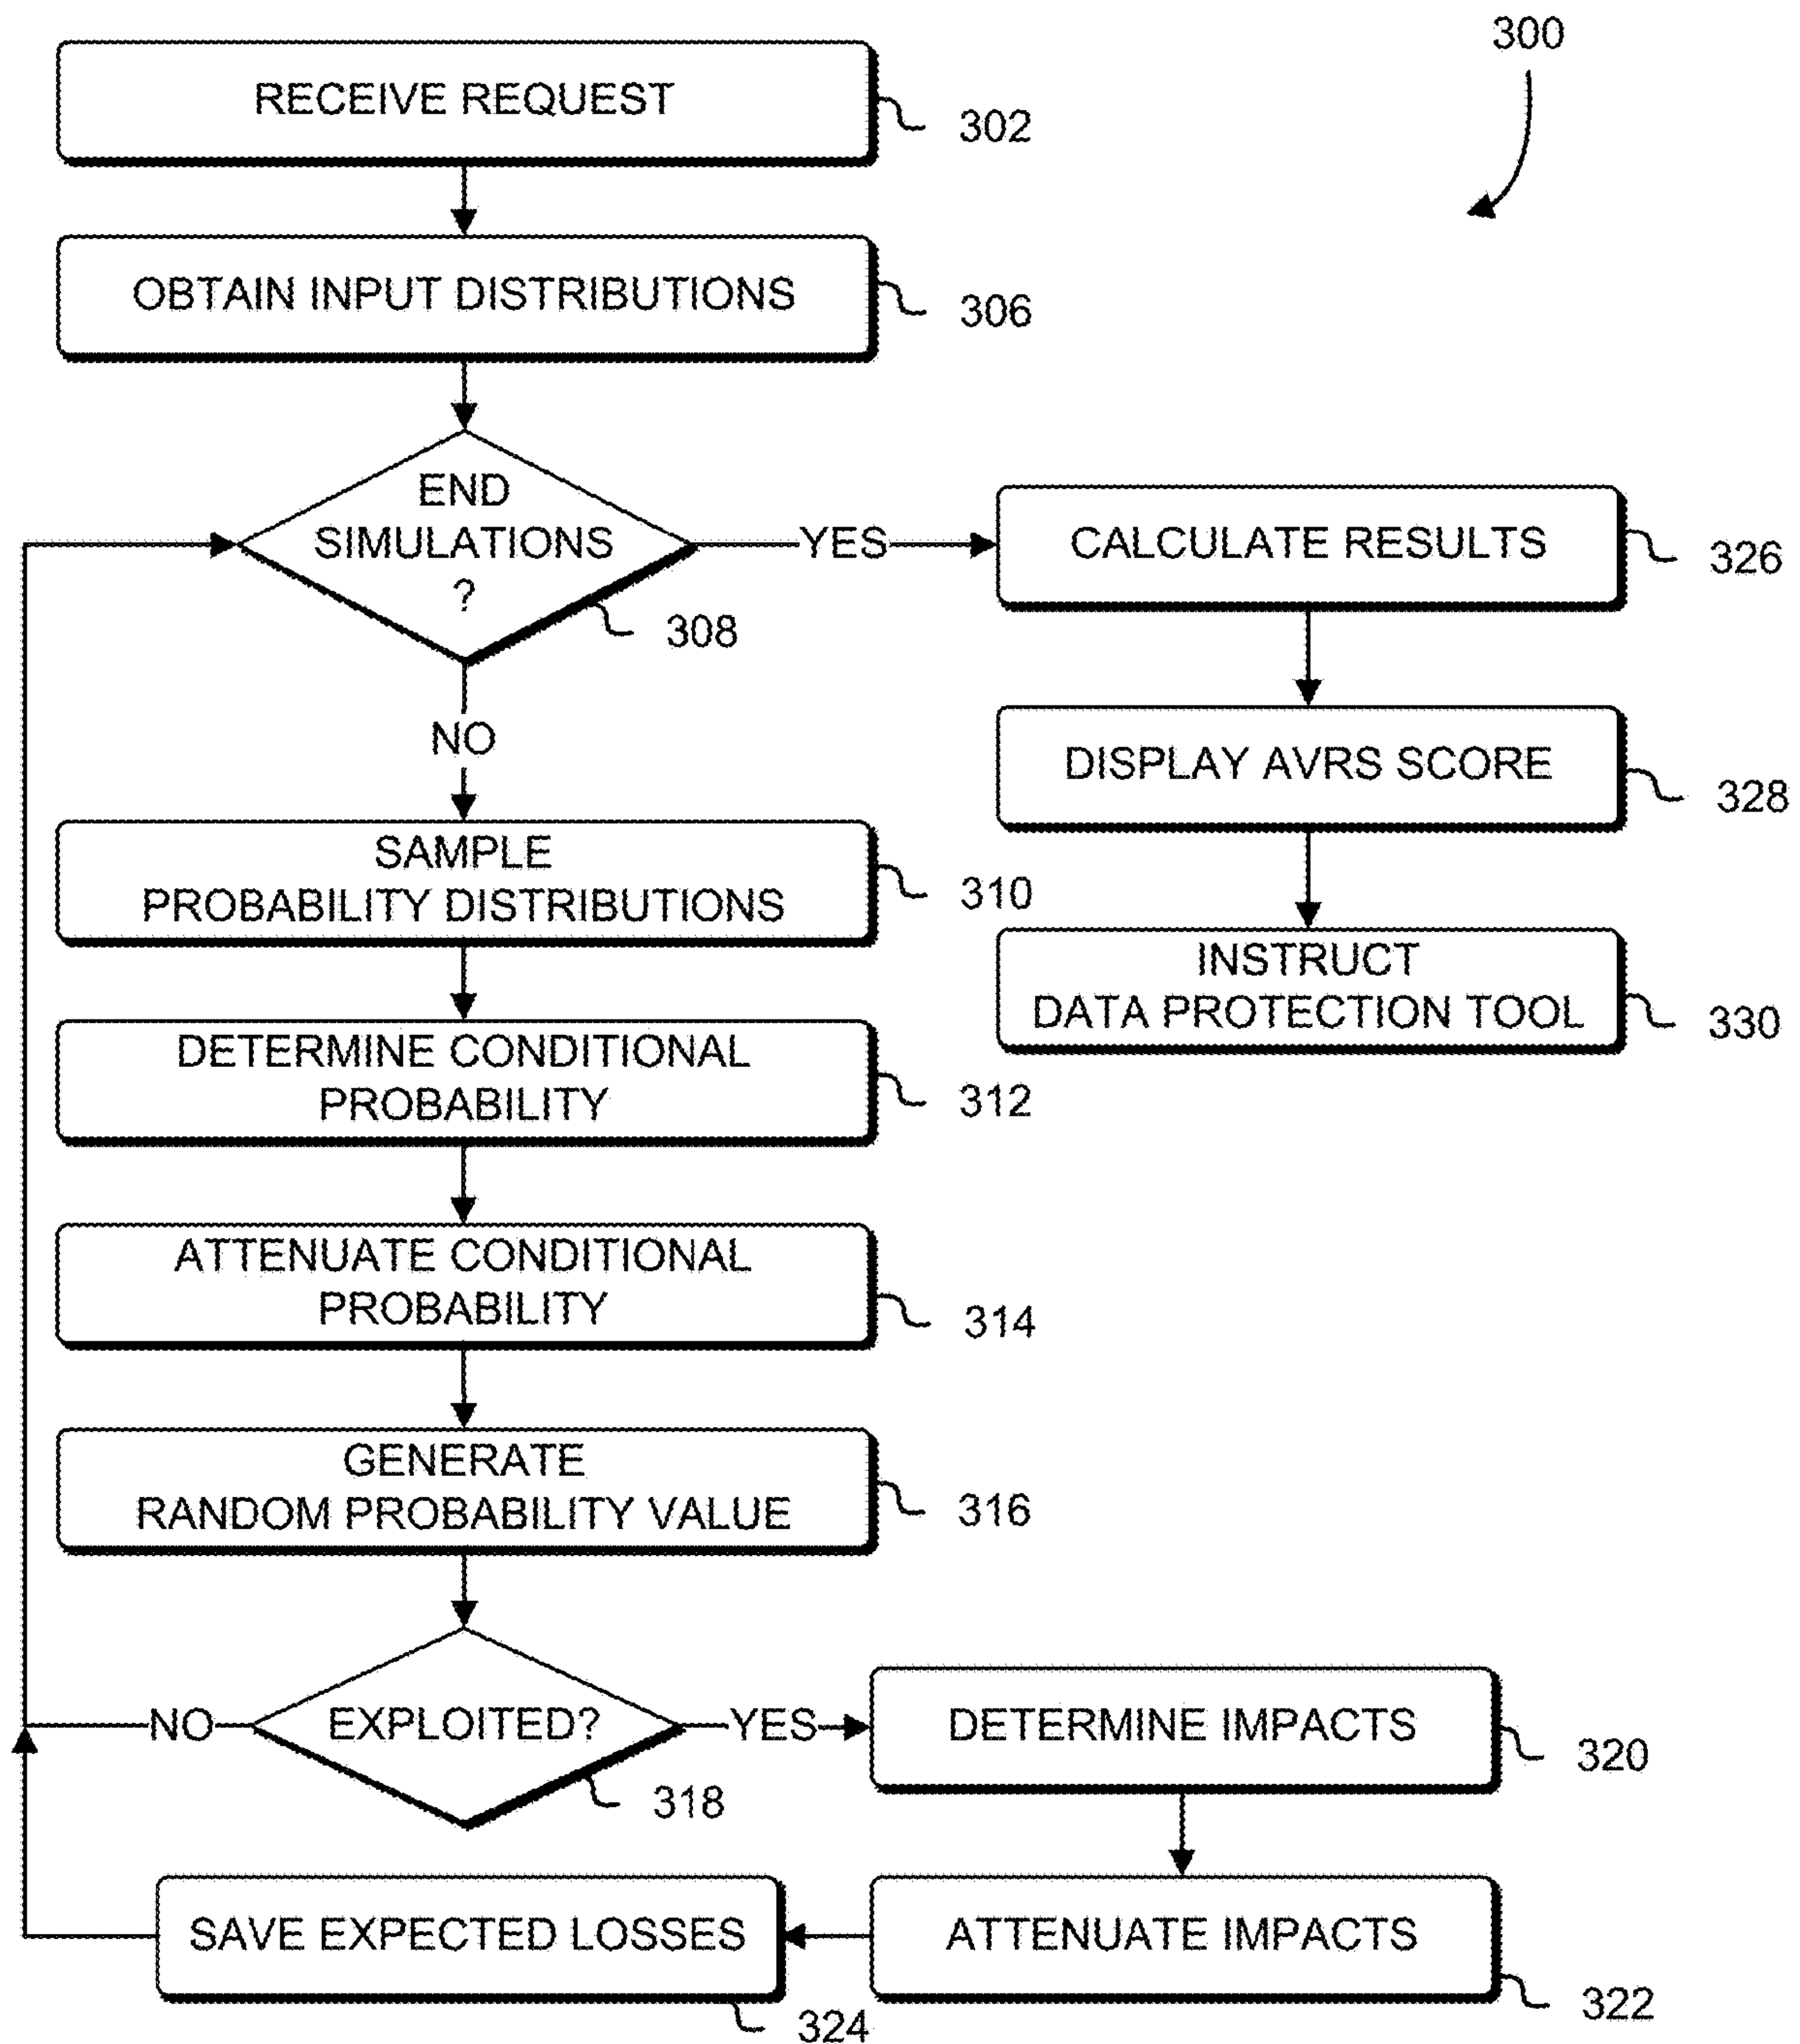 300
RECEIVE REQUEST
302
OBTAIN INPUT DISTRIBUTIONS
306
END
SIMULATIONS
?
308
YES
CALCULATE RESULTS
326
NO
DISPLAY AVRS SCORE
328
SAMPLE
PROBABILITY DISTRIBUTIONS
310
INSTRUCT
DATA PROTECTION TOOL
330
DETERMINE CONDITIONAL
PROBABILITY
312
ATTENUATE CONDITIONAL
PROBABILITY
314
GENERATE
RANDOM PROBABILITY VALUE
316
NO
EXPLOITED?
318
YES
DETERMINE IMPACTS
320
SAVE EXPECTED LOSSES
324
ATTENUATE IMPACTS
322